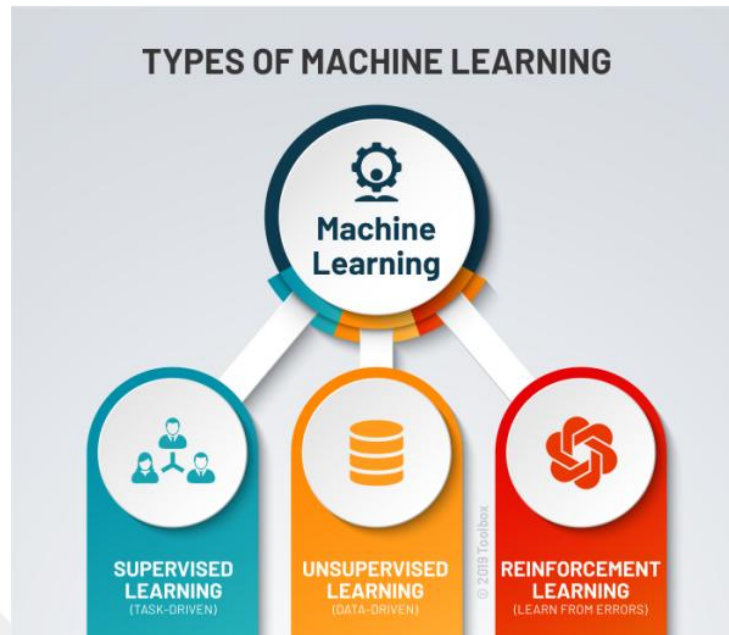 TYPES OF MACHINE LEARNING
Machine
Learning
SUPERVISED
LEARNING
(TASK-DRIVEN)
UNSUPERVISED
LEARNING
(DATA-DRIVEN)
© 2019 Toolbox
REINFORCEMENT
LEARNING
(LEARN FROM ERRORS)